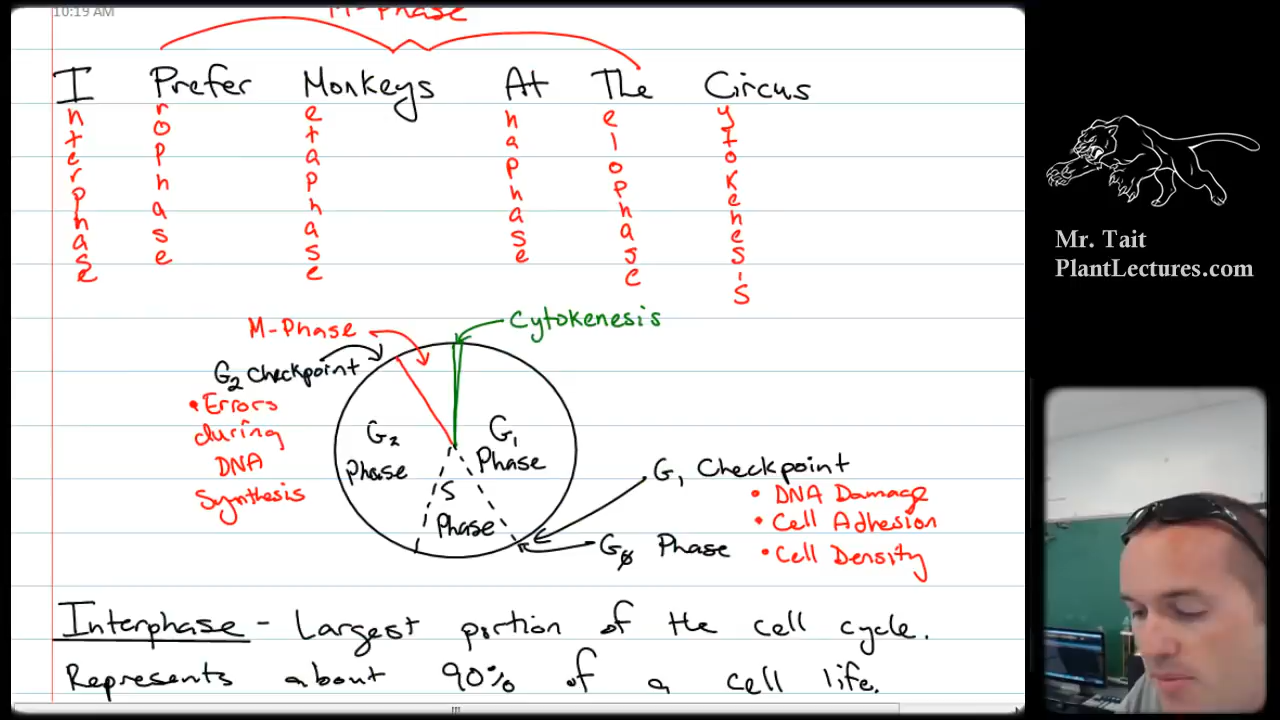 10:19 AM
M-Phase
I Prefer Monkeys At The Circus
Interphase
Prophase
Metaphase
Anaphase
Telophase
Cytokenesis
Mr. Tait
PlantLectures.com
Cytokenesis
M-Phase
G2 Checkpoint
• Errors
during
DNA
Synthesis
G2
Phase
G1
Phase
S
Phase
G1 Checkpoint
• DNA Damage
• Cell Adhesion
• Cell Density
G0 Phase
Interphase - Largest portion of the cell cycle.
Represents about 90% of a cell life.